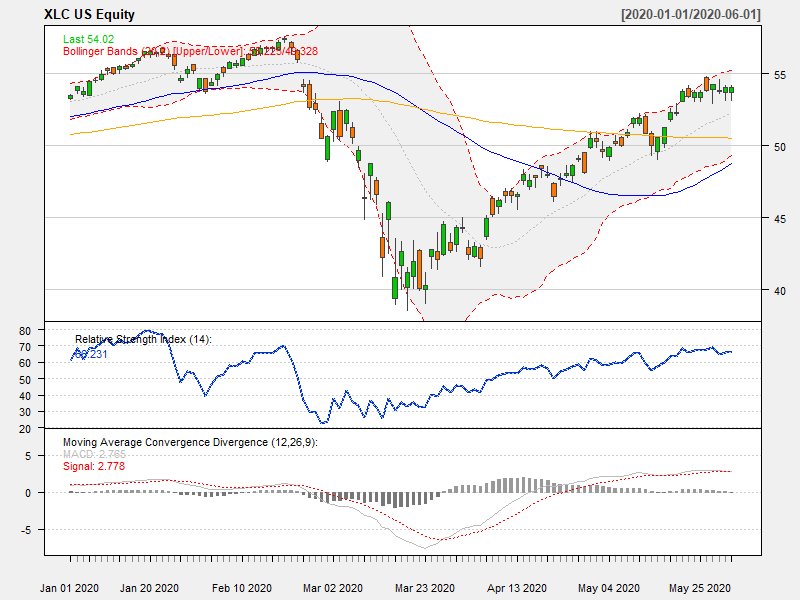 XLC US Equity [2020-01-01/2020-06-01]
Last 54.02
Bollinger Bands [Upper/Lower]:
55
50
45
40
Relative Strength Index (14):
80
70
60
50
40
30
20
Moving Average Convergence Divergence (12,26,9):
MACD: 2.765
Signal: 2.778
5
0
-5
Jan 01 2020 Jan 20 2020 Feb 10 2020 Mar 02 2020 Mar 23 2020 Apr 13 2020 May 04 2020 May 25 2020